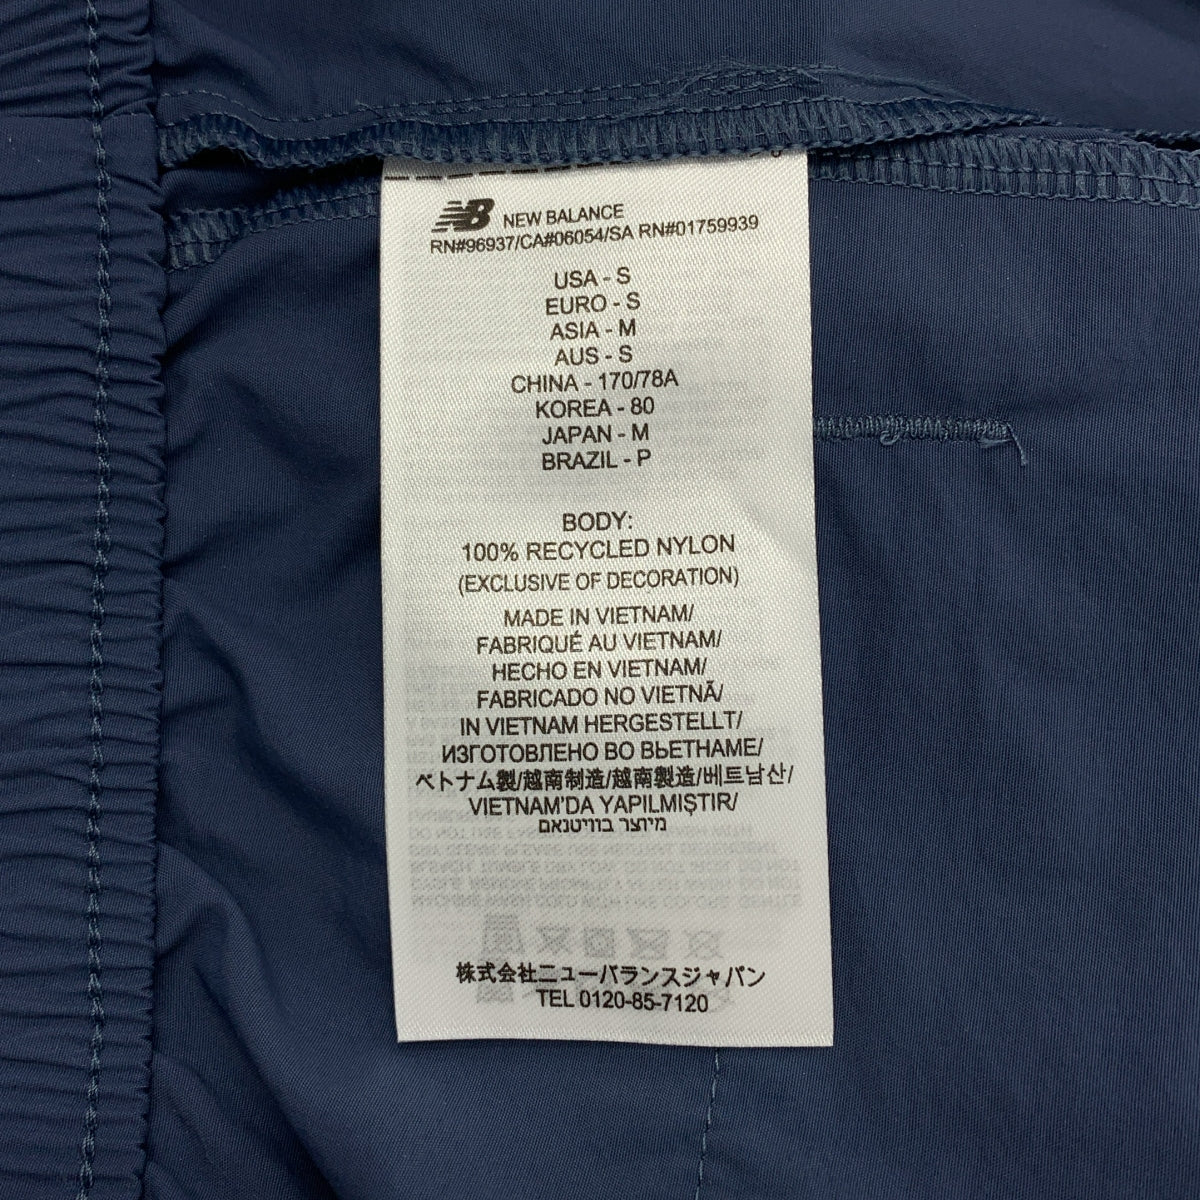 NB NEW BALANCE
RN#96937/CA#06054/SA RN#01759939
USA - S
EURO - S
ASIA - M
AUS - S
CHINA - 170/78A
KOREA - 80
JAPAN - M
BRAZIL - P
BODY:
100% RECYCLED NYLON
(EXCLUSIVE OF DECORATION)
MADE IN VIETNAM/
FABRIQUÉ AU VIETNAM/
HECHO EN VIETNAM/
FABRICADO NO VIETNÃ/
IN VIETNAM HERGESTELLT/
ИЗГОТОВЛЕНО ВО ВЬЕТНАМЕ/
ベトナム製/越南制造/越南製造/베트남산/
VIETNAM'DA YAPILMIŞTIR/
מיוצר בוויטנאם
株式会社ニューバランスジャパン
TEL 0120-85-7120